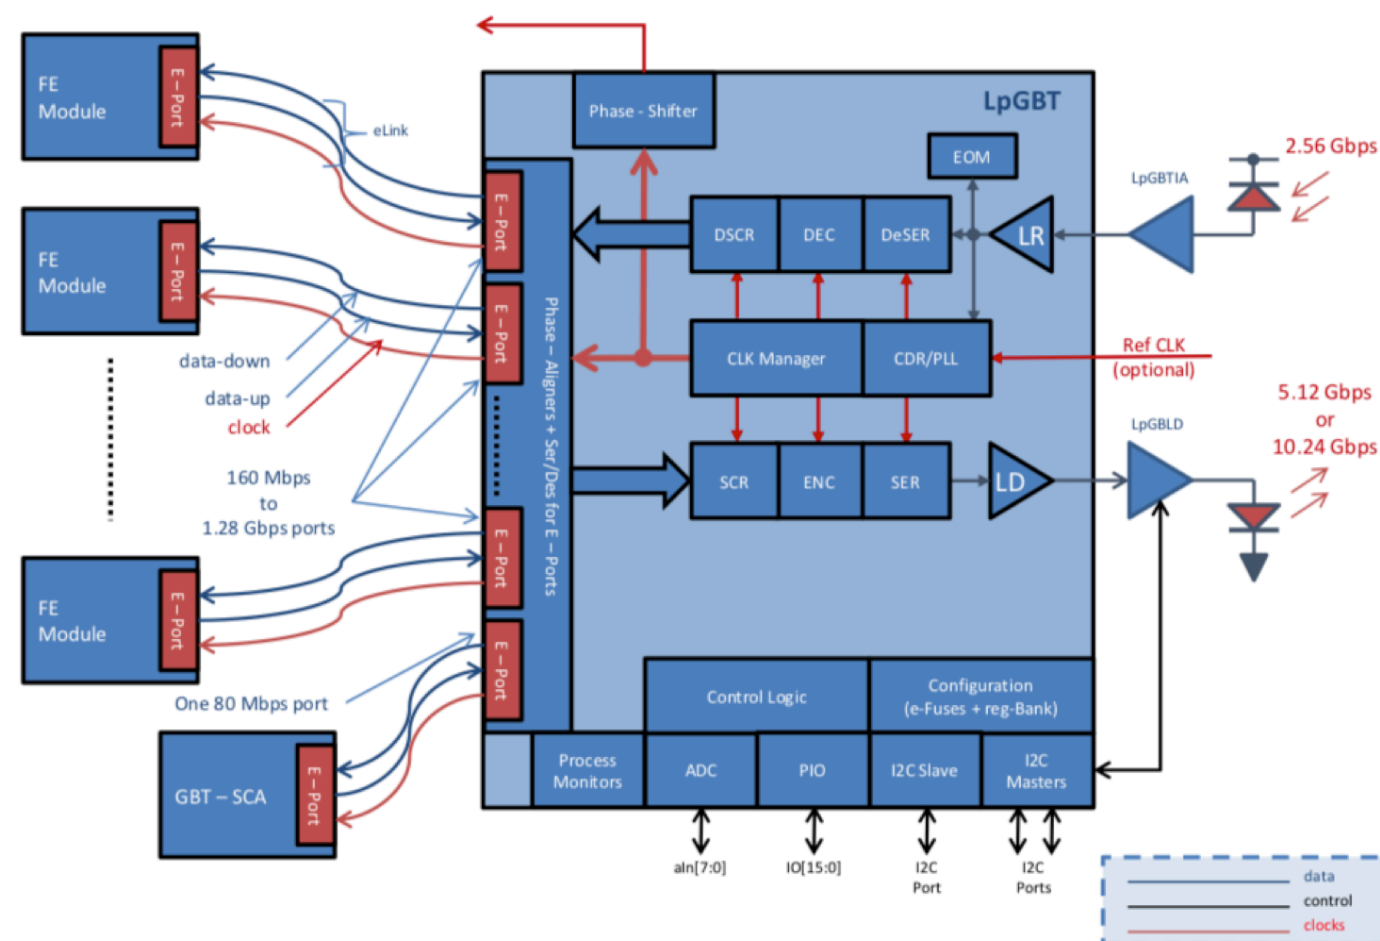 FE
Module
E – Port
eLink
FE
Module
E – Port
data-down
data-up
clock
160 Mbps
to
1.28 Gbps ports
FE
Module
E – Port
One 80 Mbps port
GBT – SCA
E – Port
E – Port
E – Port
E – Port
E – Port
Phase – Aligners + Ser/Des for E – Ports
Phase - Shifter
LpGBT
EOM
DSCR
DEC
DeSER
LR
LpGBTIA
2.56 Gbps
CLK Manager
CDR/PLL
Ref CLK
(optional)
SCR
ENC
SER
LD
LpGBLD
5.12 Gbps
or
10.24 Gbps
Control Logic
Configuration
(e-Fuses + reg-Bank)
Process
Monitors
ADC
PIO
I2C Slave
I2C
Masters
aIn[7:0]
IO[15:0]
I2C
Port
I2C
Ports
data
control
clocks